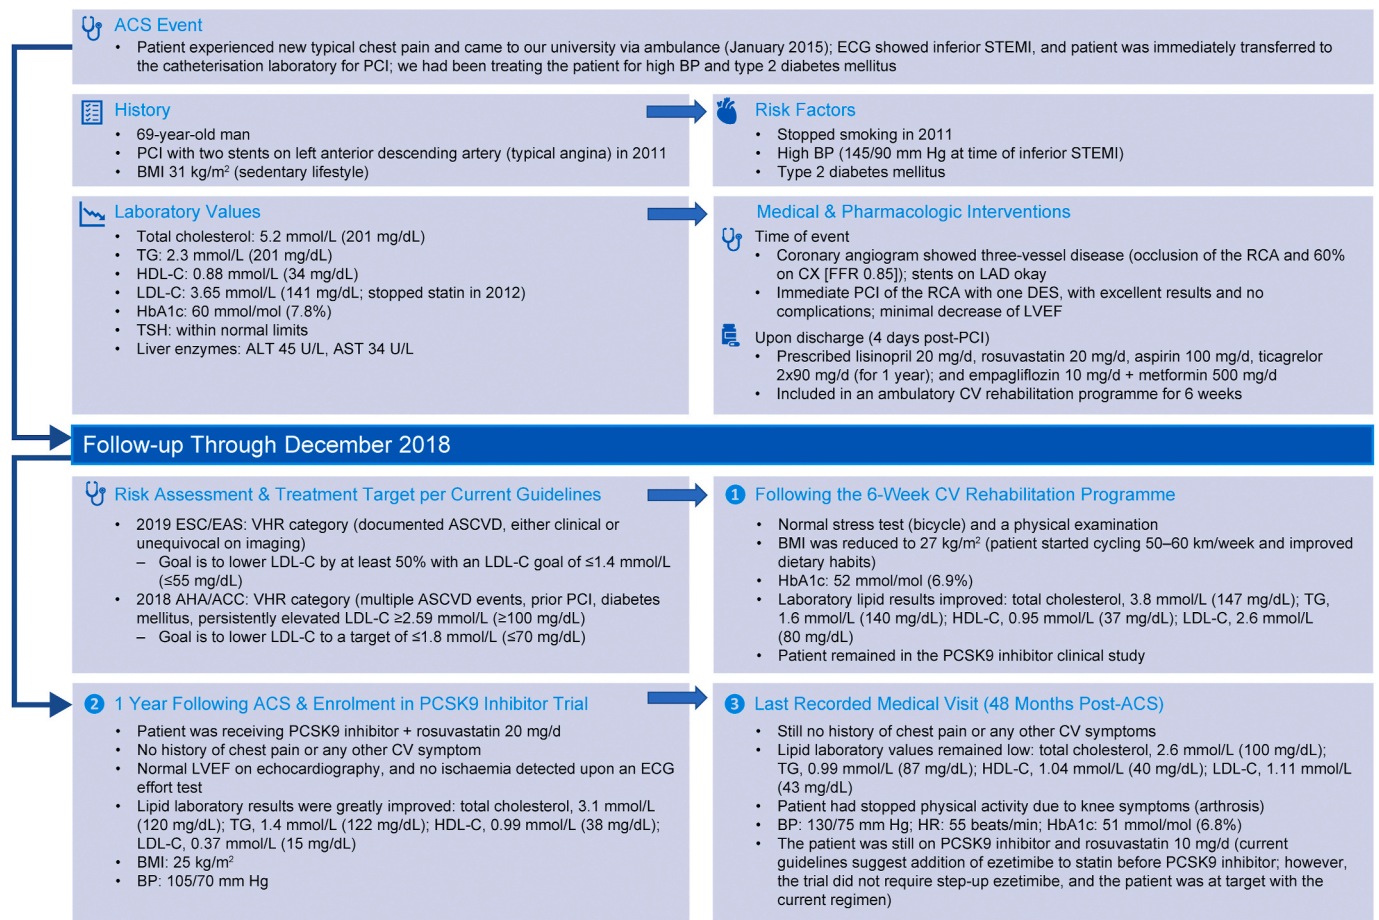 ACS Event
• Patient experienced new typical chest pain and came to our university via ambulance (January 2015); ECG showed inferior STEMI, and patient was immediately transferred to
the catheterisation laboratory for PCI; we had been treating the patient for high BP and type 2 diabetes mellitus
History
• 69-year-old man
• PCI with two stents on left anterior descending artery (typical angina) in 2011
• BMI 31 kg/m² (sedentary lifestyle)
Risk Factors
• Stopped smoking in 2011
• High BP (145/90 mm Hg at time of inferior STEMI)
• Type 2 diabetes mellitus
Laboratory Values
• Total cholesterol: 5.2 mmol/L (201 mg/dL)
• TG: 2.3 mmol/L (201 mg/dL)
• HDL-C: 0.88 mmol/L (34 mg/dL)
• LDL-C: 3.65 mmol/L (141 mg/dL; stopped statin in 2012)
• HbA1c: 60 mmol/mol (7.8%)
• TSH: within normal limits
• Liver enzymes: ALT 45 U/L, AST 34 U/L
Medical & Pharmacologic Interventions
Time of event
• Coronary angiogram showed three-vessel disease (occlusion of the RCA and 60%
on CX [FFR 0.85]); stents on LAD okay
• Immediate PCI of the RCA with one DES, with excellent results and no
complications; minimal decrease of LVEF
Upon discharge (4 days post-PCI)
• Prescribed lisinopril 20 mg/d, rosuvastatin 20 mg/d, aspirin 100 mg/d, ticagrelor
2x90 mg/d (for 1 year); and empagliflozin 10 mg/d + metformin 500 mg/d
• Included in an ambulatory CV rehabilitation programme for 6 weeks
Follow-up Through December 2018
Risk Assessment & Treatment Target per Current Guidelines
• 2019 ESC/EAS: VHR category (documented ASCVD, either clinical or
unequivocal on imaging)
– Goal is to lower LDL-C by at least 50% with an LDL-C goal of ≤1.4 mmol/L
(≤55 mg/dL)
• 2018 AHA/ACC: VHR category (multiple ASCVD events, prior PCI, diabetes
mellitus, persistently elevated LDL-C ≥2.59 mmol/L (≥100 mg/dL)
– Goal is to lower LDL-C to a target of ≤1.8 mmol/L (≤70 mg/dL)
1 Following the 6-Week CV Rehabilitation Programme
• Normal stress test (bicycle) and a physical examination
• BMI was reduced to 27 kg/m² (patient started cycling 50–60 km/week and improved
dietary habits)
• HbA1c: 52 mmol/mol (6.9%)
• Laboratory lipid results improved: total cholesterol, 3.8 mmol/L (147 mg/dL); TG,
1.6 mmol/L (140 mg/dL); HDL-C, 0.95 mmol/L (37 mg/dL); LDL-C, 2.6 mmol/L
(80 mg/dL)
• Patient remained in the PCSK9 inhibitor clinical study
2 1 Year Following ACS & Enrolment in PCSK9 Inhibitor Trial
• Patient was receiving PCSK9 inhibitor + rosuvastatin 20 mg/d
• No history of chest pain or any other CV symptom
• Normal LVEF on echocardiography, and no ischaemia detected upon an ECG
effort test
• Lipid laboratory results were greatly improved: total cholesterol, 3.1 mmol/L
(120 mg/dL); TG, 1.4 mmol/L (122 mg/dL); HDL-C, 0.99 mmol/L (38 mg/dL);
LDL-C, 0.37 mmol/L (15 mg/dL)
• BMI: 25 kg/m²
• BP: 105/70 mm Hg
3 Last Recorded Medical Visit (48 Months Post-ACS)
• Still no history of chest pain or any other CV symptoms
• Lipid laboratory values remained low: total cholesterol, 2.6 mmol/L (100 mg/dL);
TG, 0.99 mmol/L (87 mg/dL); HDL-C, 1.04 mmol/L (40 mg/dL); LDL-C, 1.11 mmol/L
(43 mg/dL)
• Patient had stopped physical activity due to knee symptoms (arthrosis)
• BP: 130/75 mm Hg; HR: 55 beats/min; HbA1c: 51 mmol/mol (6.8%)
• The patient was still on PCSK9 inhibitor and rosuvastatin 10 mg/d (current
guidelines suggest addition of ezetimibe to statin before PCSK9 inhibitor; however,
the trial did not require step-up ezetimibe, and the patient was at target with the
current regimen)